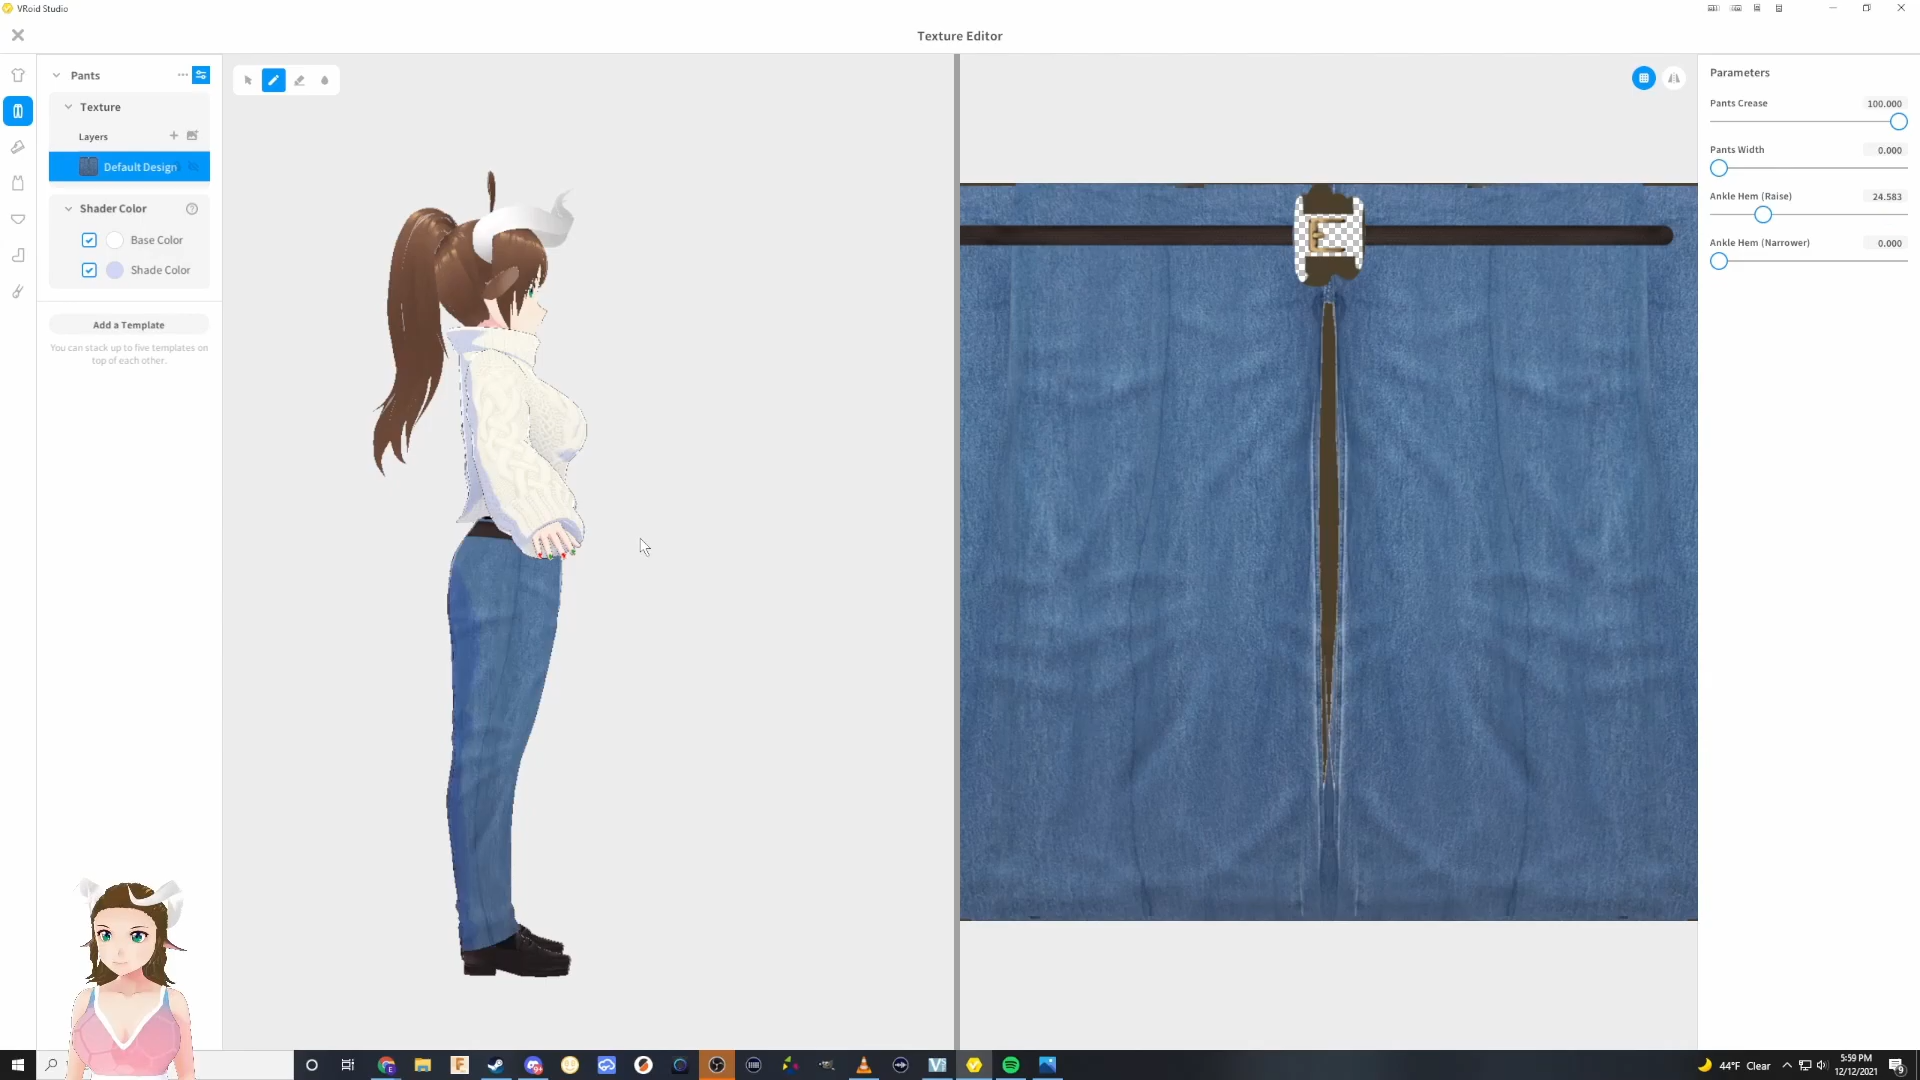 VRoid Studio
Texture Editor
Pants
Texture
Layers
Default Design
Shader Color
Base Color
Shade Color
Add a Template
You can stack up to five templates on
top of each other.
Parameters
Pants Crease 100.000
Pants Width 0.000
Ankle Hem (Raise) 24.583
Ankle Hem (Narrower) 0.000
44°F Clear
5:59 PM
12/12/2021